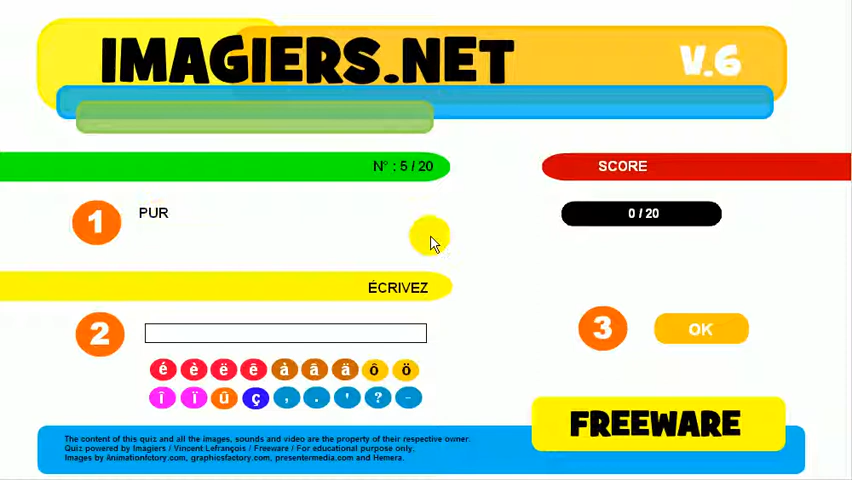 IMAGIERS.NET
V.6
N° : 5 / 20
SCORE
1
PUR
0 / 20
ÉCRIVEZ
2
3
OK
é è ë ê à â ä ô ö
î ï û ç , . ' ? -
FREEWARE
The content of this quiz and all the images, sounds and video are the property of their respective owner.
Quiz powered by Imagiers / Vincent Lefrançois / Freeware / For educational purpose only.
Images by Animationfctory.com, graphicsfactory.com, presentermedia.com and Hemera.